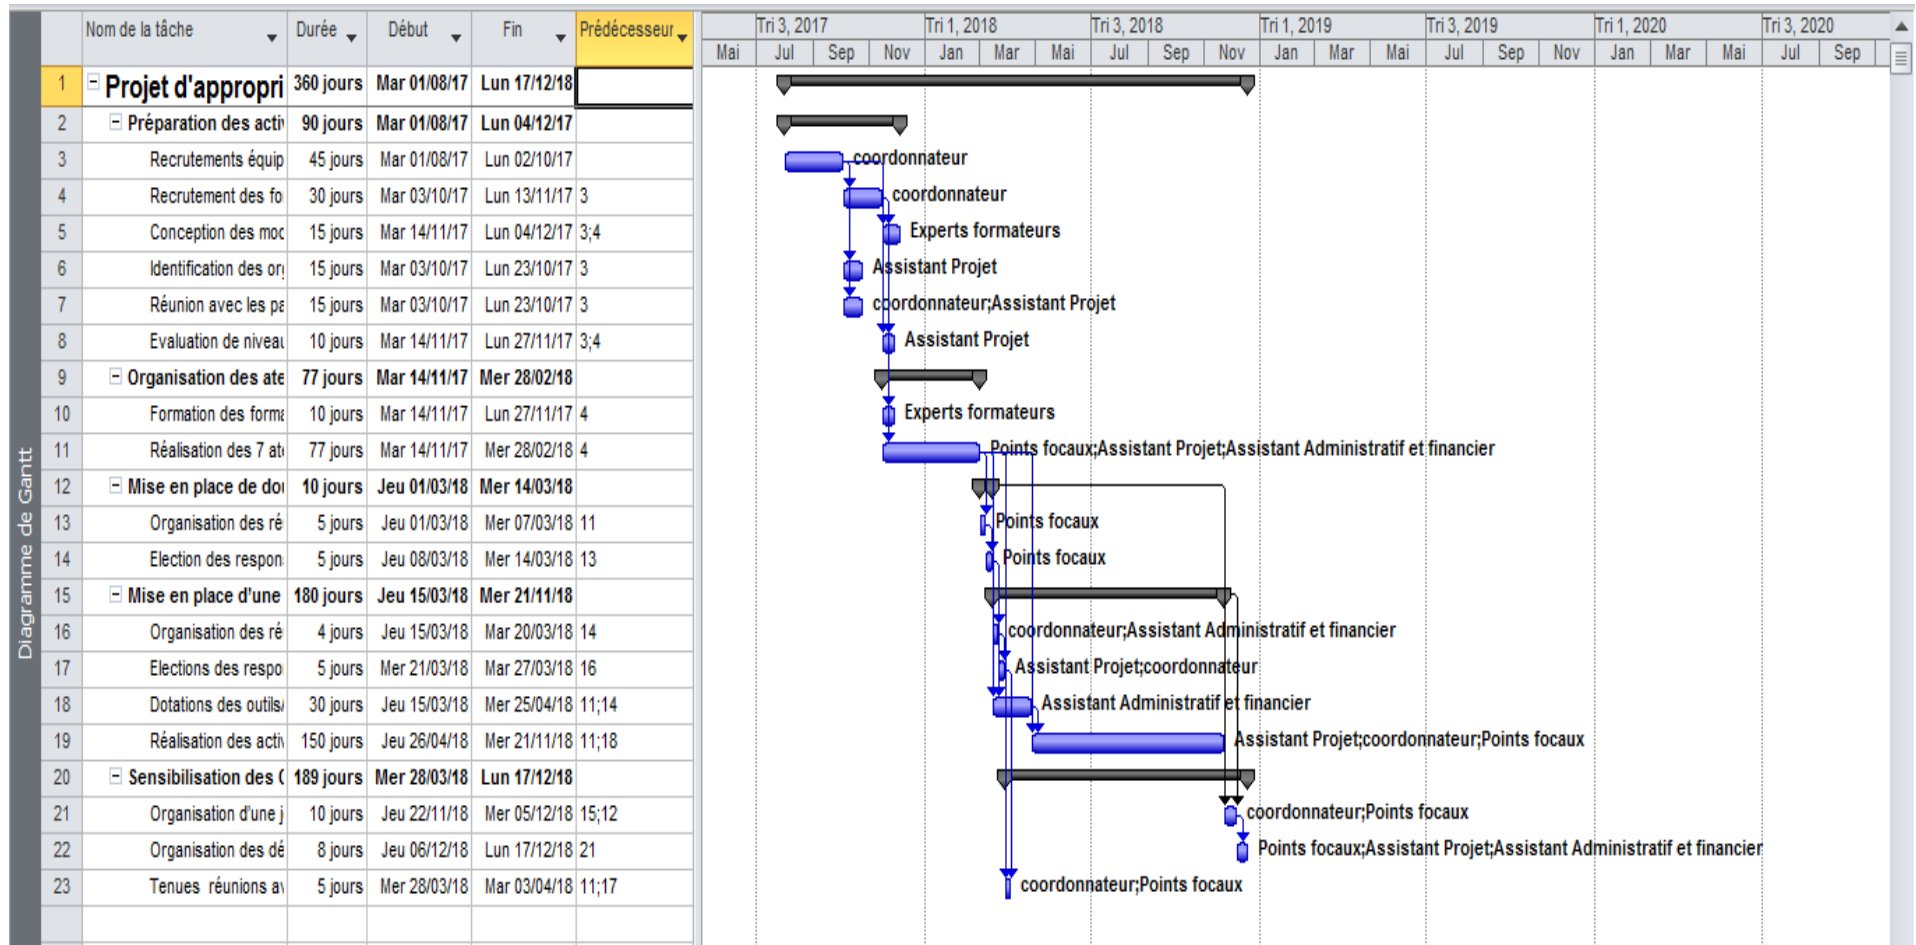 Nom de la tâche Durée Début Fin Prédécesseur Tri 3, 2017 Tri 1, 2018 Tri 3, 2018 Tri 1, 2019 Tri 3, 2019 Tri 1, 2020 Tri 3, 2020
Mai Jul Sep Nov Jan Mar Mai Jul Sep Nov Jan Mar Mai Jul Sep Nov Jan Mar Mai Jul Sep
1 Projet d'appropri 360 jours Mar 01/08/17 Lun 17/12/18
2 Préparation des acti 90 jours Mar 01/08/17 Lun 04/12/17
3 Recrutements équip 45 jours Mar 01/08/17 Lun 02/10/17 coordonnateur
4 Recrutement des fo 30 jours Mar 03/10/17 Lun 13/11/17 3 coordonnateur
5 Conception des moc 15 jours Mar 14/11/17 Lun 04/12/17 3;4 Experts formateurs
6 Identification des or 15 jours Mar 03/10/17 Lun 23/10/17 3 Assistant Projet
7 Réunion avec les pa 15 jours Mar 03/10/17 Lun 23/10/17 3 coordonnateur;Assistant Projet
8 Evaluation de niveau 10 jours Mar 14/11/17 Lun 27/11/17 3;4 Assistant Projet
9 Organisation des ate 77 jours Mar 14/11/17 Mer 28/02/18
10 Formation des forma 10 jours Mar 14/11/17 Lun 27/11/17 4 Experts formateurs
11 Réalisation des 7 at 77 jours Mar 14/11/17 Mer 28/02/18 4 Points focaux;Assistant Projet;Assistant Administratif et financier
12 Mise en place de do 10 jours Jeu 01/03/18 Mer 14/03/18
13 Organisation des ré 5 jours Jeu 01/03/18 Mer 07/03/18 11 Points focaux
14 Election des respon 5 jours Jeu 08/03/18 Mer 14/03/18 13 Points focaux
15 Mise en place d'une 180 jours Jeu 15/03/18 Mer 21/11/18
16 Organisation des ré 4 jours Jeu 15/03/18 Mar 20/03/18 14 coordonnateur;Assistant Administratif et financier
17 Elections des respo 5 jours Mer 21/03/18 Mar 27/03/18 16 Assistant Projet;coordonnateur
18 Dotations des outils/ 30 jours Jeu 15/03/18 Mer 25/04/18 11;14 Assistant Administratif et financier
19 Réalisation des activ 150 jours Jeu 26/04/18 Mer 21/11/18 11;18 Assistant Projet;coordonnateur;Points focaux
20 Sensibilisation des 189 jours Mer 28/03/18 Lun 17/12/18
21 Organisation d'une j 10 jours Jeu 22/11/18 Mer 05/12/18 15;12 coordonnateur;Points focaux
22 Organisation des dé 8 jours Jeu 06/12/18 Lun 17/12/18 21 Points focaux;Assistant Projet;Assistant Administratif et financier
23 Tenues réunions av 5 jours Mer 28/03/18 Mar 03/04/18 11;17 coordonnateur;Points focaux
Diagramme de Gantt